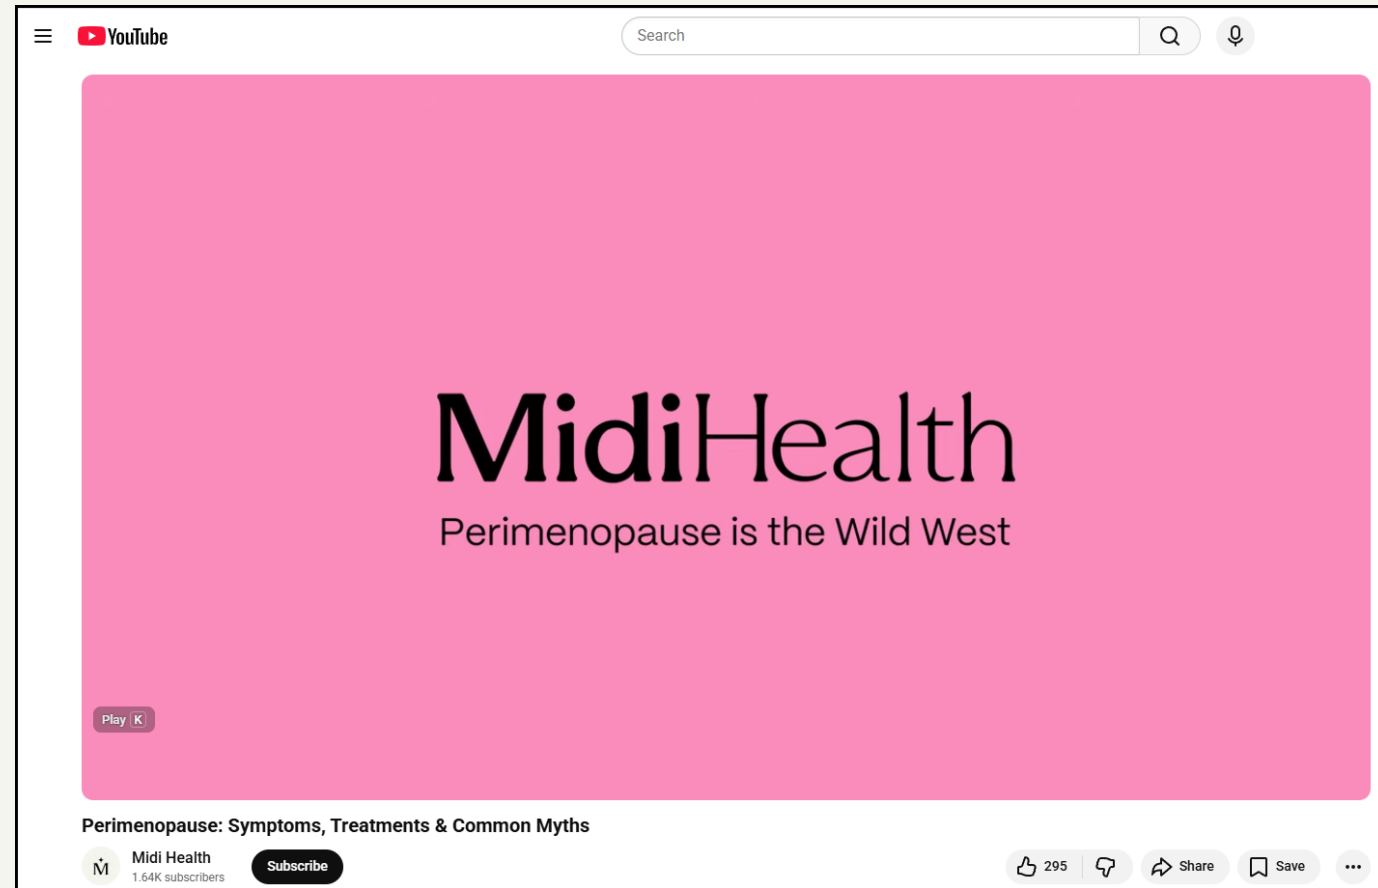 YouTube
Search
MidiHealth
Perimenopause is the Wild West
Play K
Perimenopause: Symptoms, Treatments & Common Myths
M
Midi Health
1.64K subscribers
Subscribe
295
Share
Save